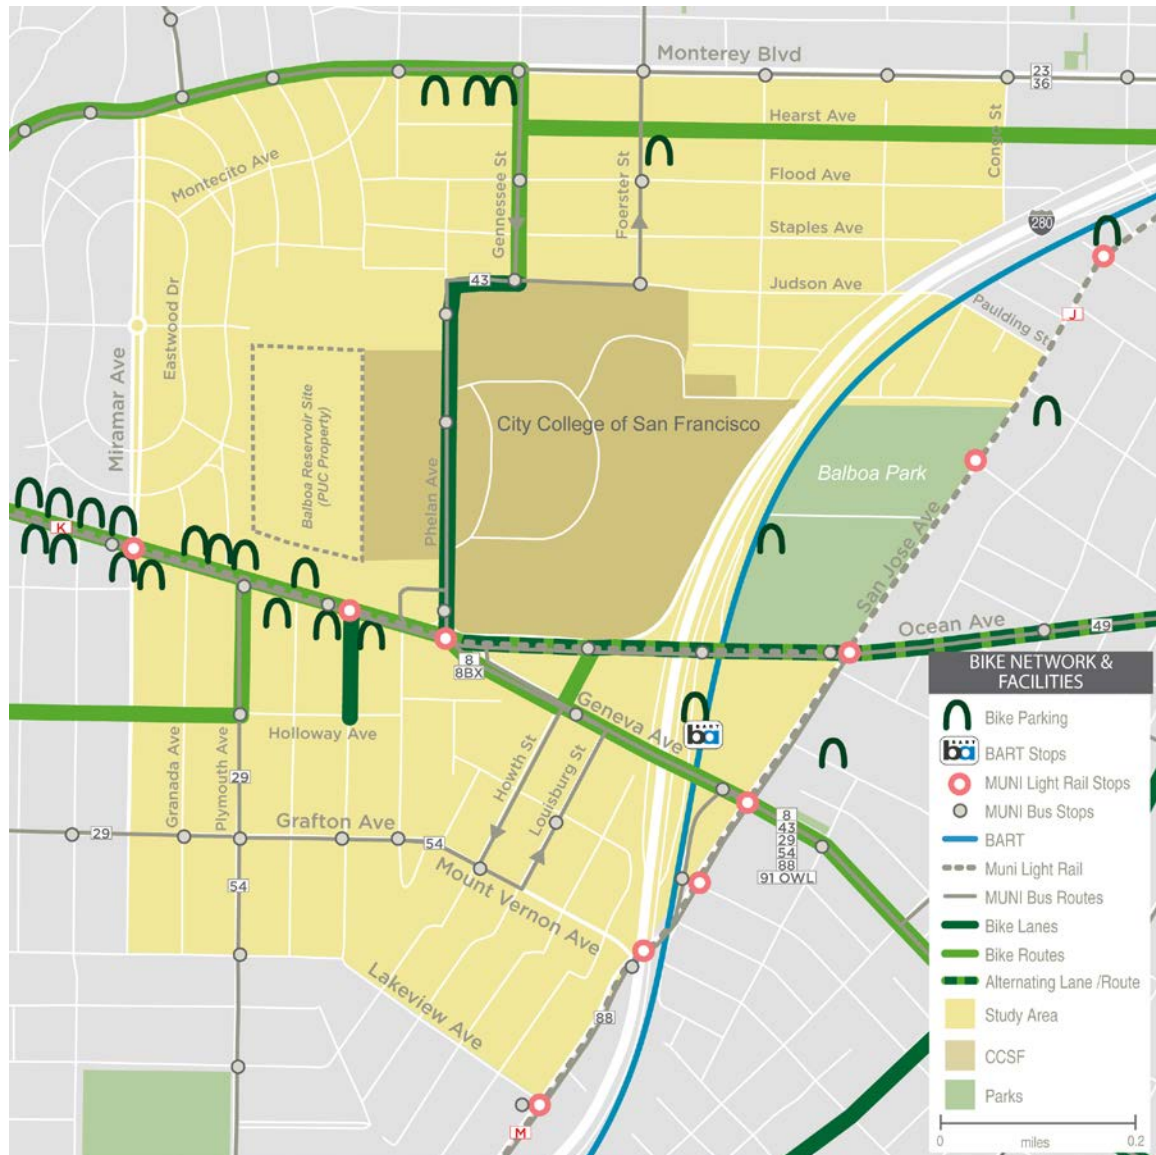 Monterey Blvd
23
36
Hearst Ave
Congo St
Montecito Ave
Gennessee St
Foerster St
Flood Ave
Staples Ave
280
43
Judson Ave
Paulding St
J
Eastwood Dr
Miramar Ave
Balboa Reservoir Site
(PUC Property)
Phelan Ave
City College of San Francisco
Balboa Park
K
San Jose Ave
Ocean Ave
49
8
8BX
Geneva Ave
Holloway Ave
Granada Ave
Plymouth Ave
29
Howth St
Louisburg St
BART
ba
29
Grafton Ave
54
54
Mount Vernon Ave
8
43
29
54
88
91 OWL
Lakeview Ave
88
M
BIKE NETWORK &
FACILITIES
Bike Parking
BART
ba
BART Stops
MUNI Light Rail Stops
MUNI Bus Stops
BART
Muni Light Rail
MUNI Bus Routes
Bike Lanes
Bike Routes
Alternating Lane /Route
Study Area
CCSF
Parks
0 miles 0.2